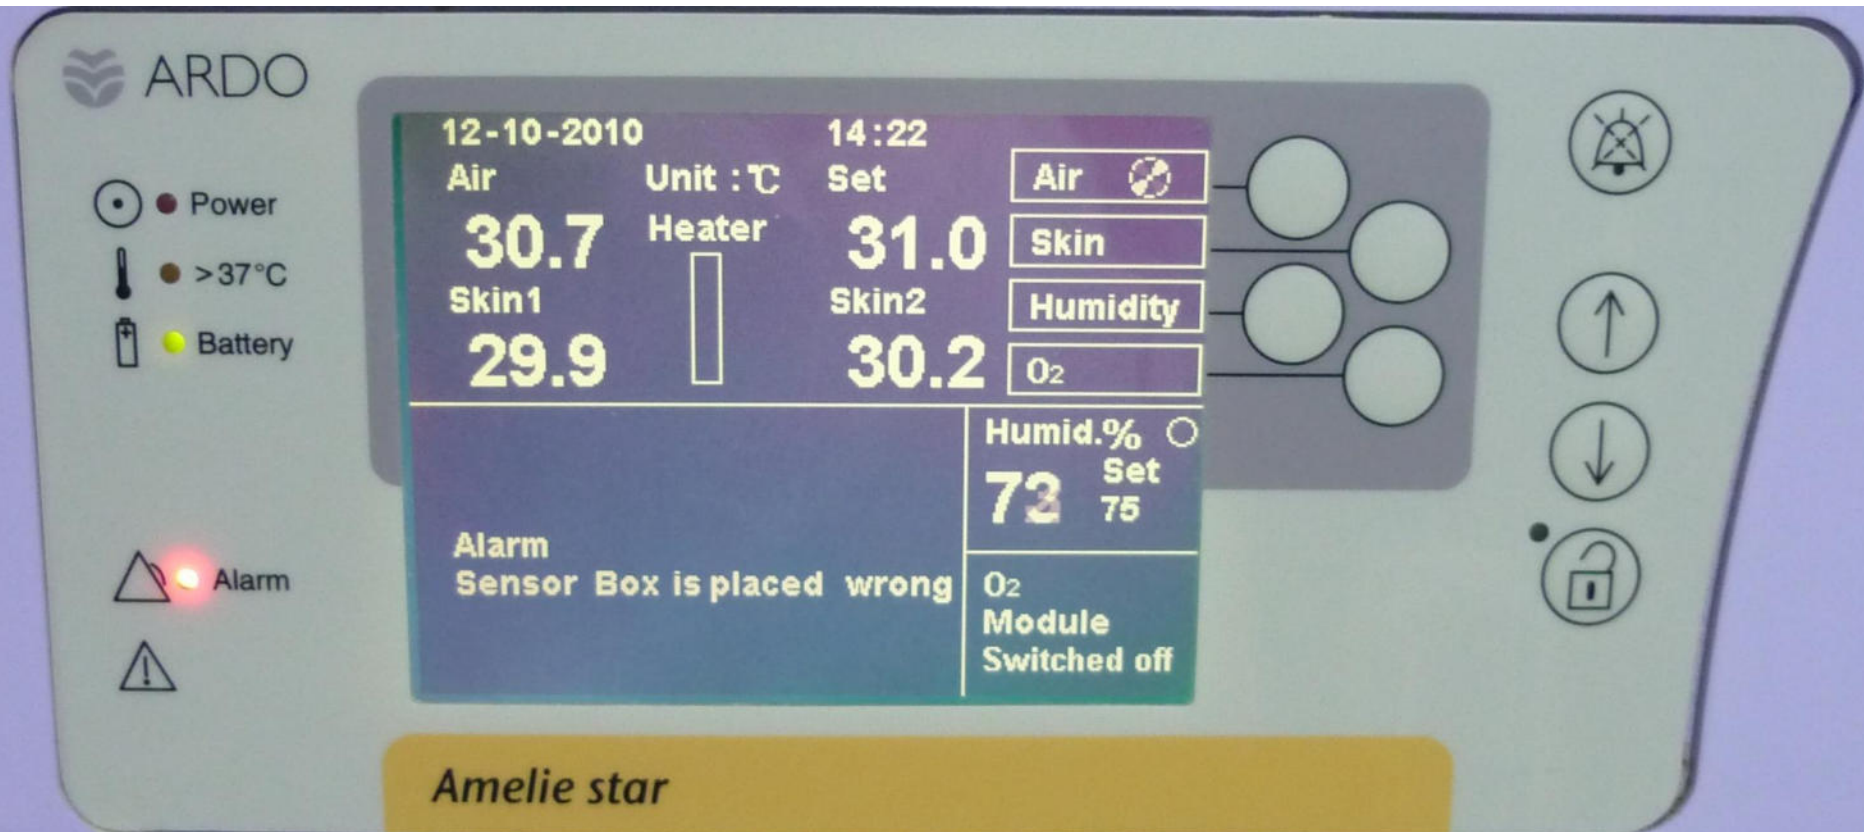 ARDO
12-10-2010 14:22
Air Unit : °C Set Air
30.7 Heater 31.0 Skin
Skin1 Skin2 Humidity
29.9 30.2 O2
Power
>37°C
Battery
Humid.%
Set
75
Alarm
Sensor Box is placed wrong
Alarm
O2
Module
Switched off
Amelie star